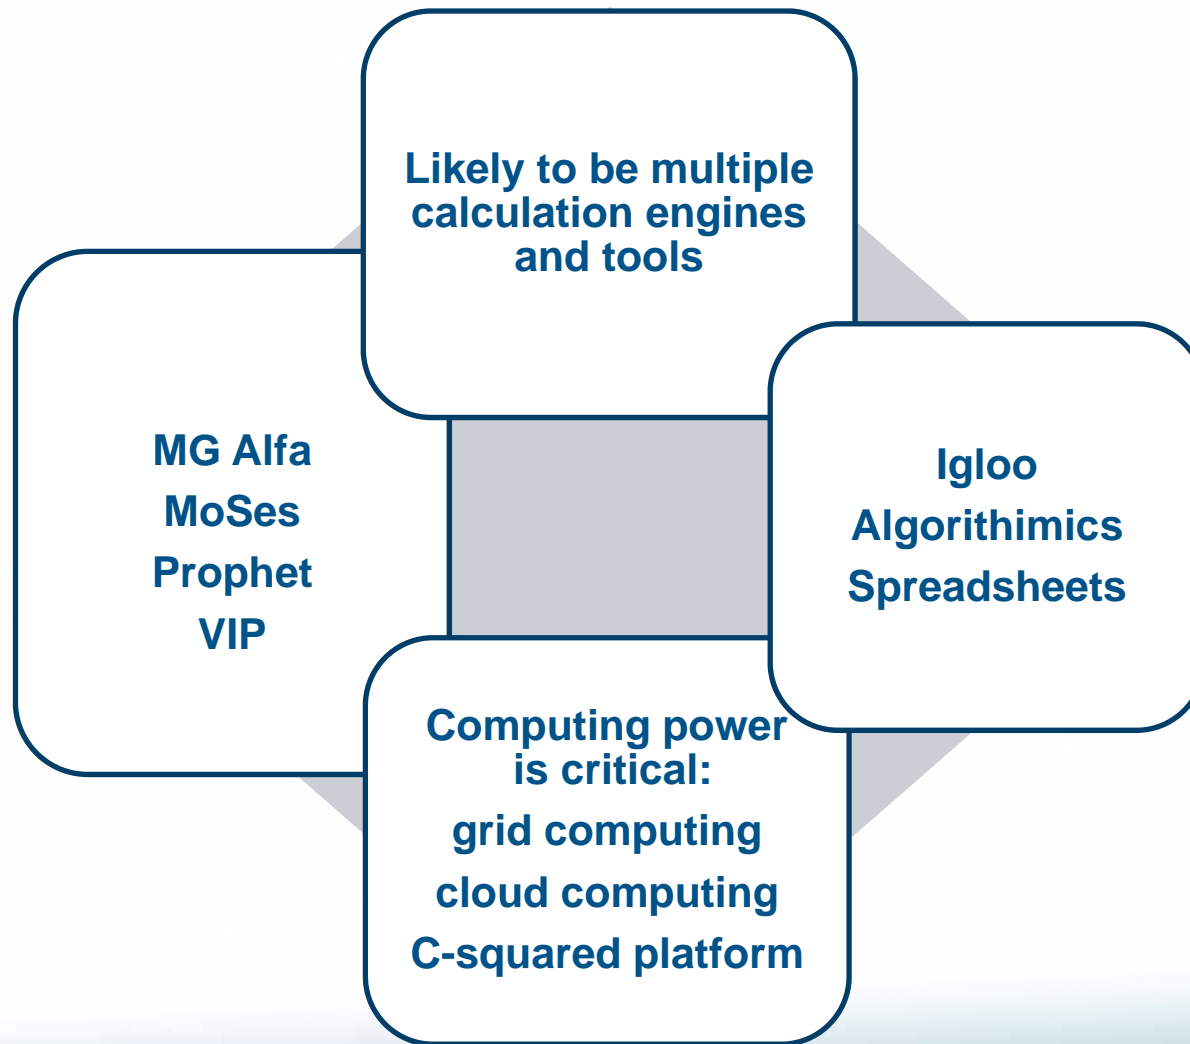 Likely to be multiple
calculation engines
and tools
MG Alfa
MoSes
Prophet
VIP
Igloo
Algorithimics
Spreadsheets
Computing power
is critical:
grid computing
cloud computing
C-squared platform